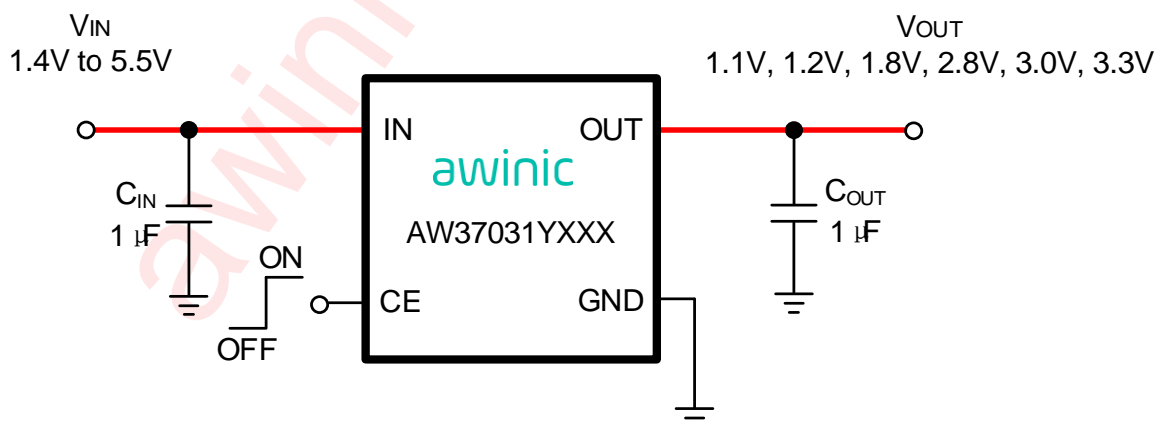 VIN
1.4V to 5.5V
VOUT
1.1V, 1.2V, 1.8V, 2.8V, 3.0V, 3.3V
IN
OUT
awinic
AW37031YXXX
CIN
1 μF
COUT
1 μF
ON
OFF
CE
GND
awini